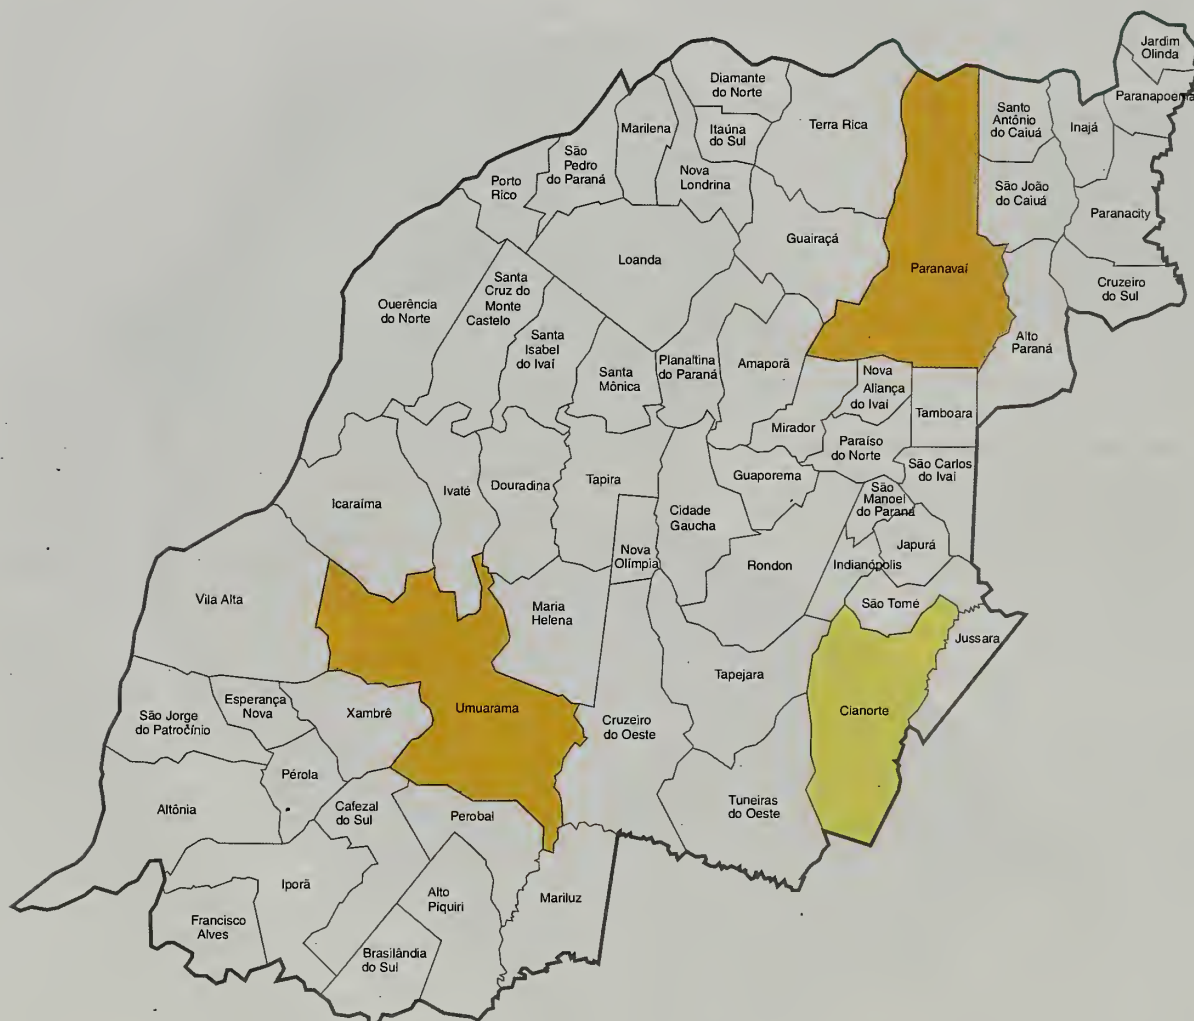 Jardim
Olinda
Diamante
do Norte
Paranapoema
Santo
Antônio
do Caiuá
Terra Rica
Marilena
Itaúna
do Sul
Inajá
São
Pedro
do Paraná
Nova
Londrina
Porto
Rico
São João
do Caiuá
Paranacity
Guairaçá
Loanda
Paranavaí
Santa
Cruz do
Monte
Castelo
Cruzeiro
do Sul
Querência
do Norte
Santa
Isabel
do Ivaí
Alto
Paraná
Planaltina
do Paraná
Amaporã
Santa
Mônica
Nova
Aliança
do Ivaí
Tamboara
Mirador
Paraíso
do Norte
São Carlos
do Ivaí
Guaporema
Tapira
Douradina
Ivaté
Icaraíma
São
Manoel
do Paraná
Cidade
Gaucha
Japurá
Nova
Olímpia
Rondon
Indianópolis
Vila Alta
São Tomé
Maria
Helena
Jussara
Tapejara
Esperança
Nova
São Jorge
do Patrocínio
Xambrê
Umuarama
Cruzeiro
do Oeste
Cianorte
Pérola
Altônia
Cafezal
do Sul
Perobal
Tuneiras
do Oeste
Iporã
Alto
Piquiri
Mariluz
Francisco
Alves
Brasilândia
do Sul